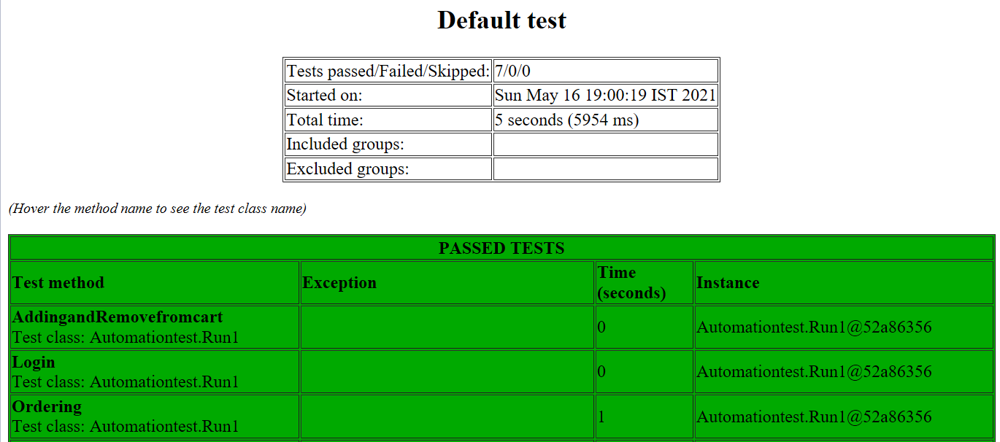 Default test
Tests passed/Failed/Skipped: 7/0/0
Started on: Sun May 16 19:00:19 IST 2021
Total time: 5 seconds (5954 ms)
Included groups:
Excluded groups:
(Hover the method name to see the test class name)
PASSED TESTS
Test method Exception Time (seconds) Instance
AddingandRemovefromcart
Test class: Automationtest.Run1 0 Automationtest.Run1@52a86356
Login
Test class: Automationtest.Run1 0 Automationtest.Run1@52a86356
Ordering
Test class: Automationtest.Run1 1 Automationtest.Run1@52a86356